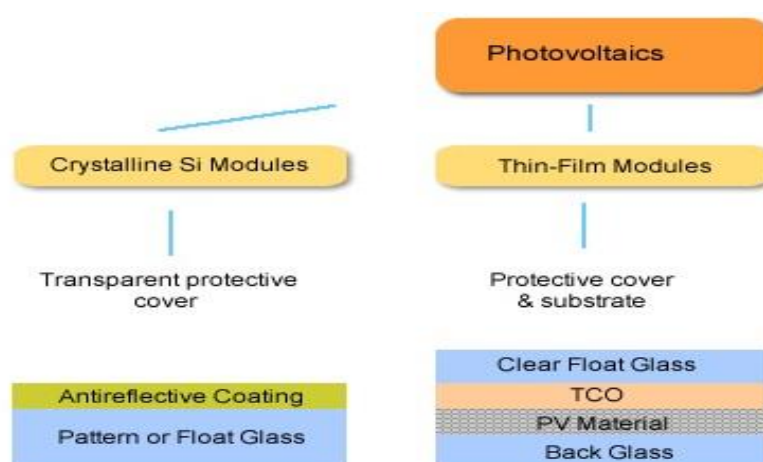 Photovoltaics
Crystalline Si Modules
Thin-Film Modules
Transparent protective
cover
Protective cover
& substrate
Antireflective Coating
Pattern or Float Glass
Clear Float Glass
TCO
PV Material
Back Glass